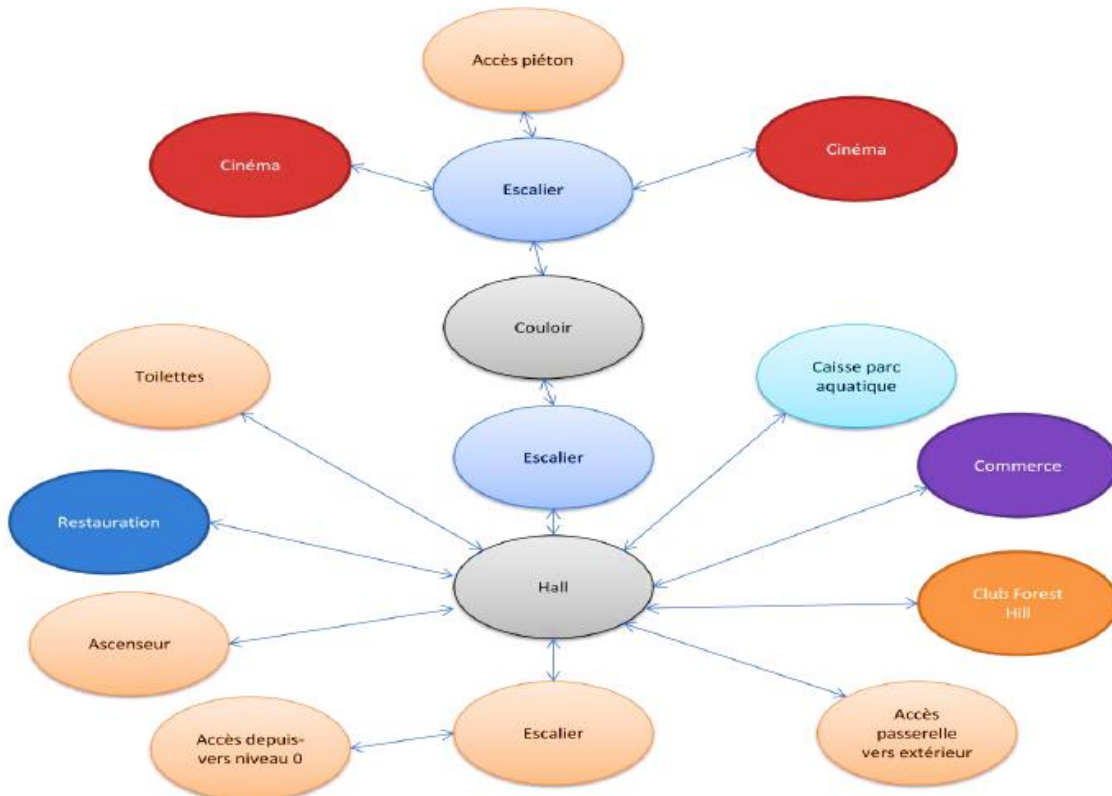 Accès piéton
Cinéma
Cinéma
Escalier
Couloir
Toilettes
Caisse parc
aquatique
Escalier
Commerce
Restauration
Hall
Club Forest
Hill
Ascenseur
Accès
passerelle
vers extérieur
Escalier
Accès depuis-
vers niveau 0